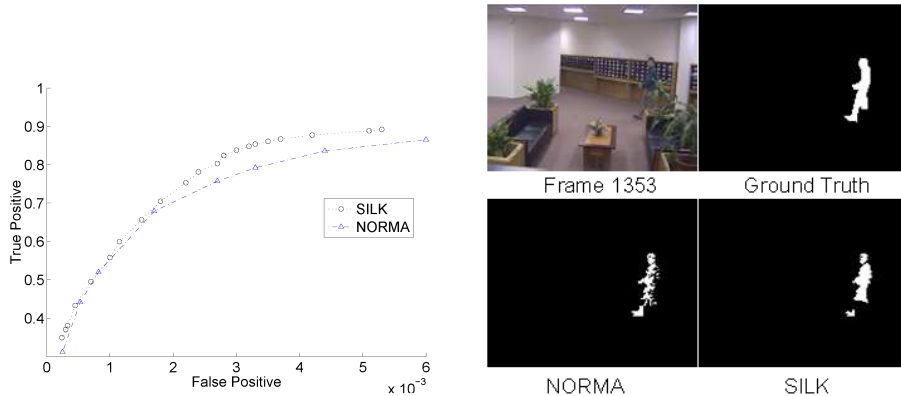 1
0.9
0.8
0.7
0.6
0.5
0.4
True Positive
SILK
NORMA
0 1 2 3 4 5 6
False Positive
x 10^-3
Frame 1353 Ground Truth
NORMA SILK